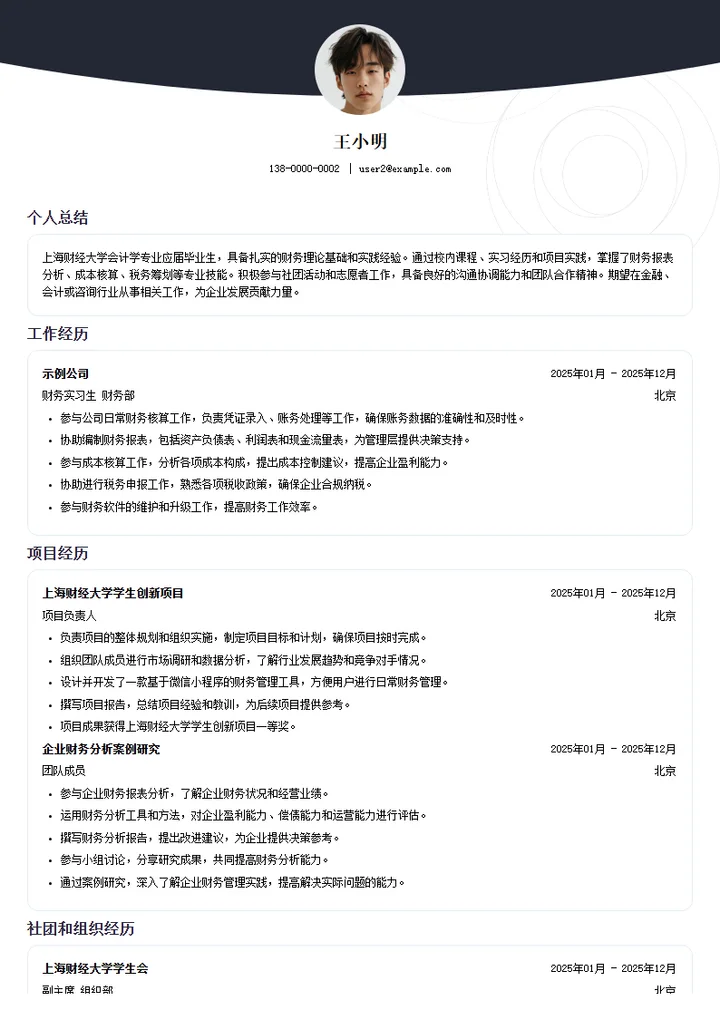 王小明
138-0000-0002 | user2@example.com
个人总结
上海财经大学会计学专业应届毕业生，具备扎实的财务理论基础和实践经验。通过校内课程、实习经历和项目实践，掌握了财务报表
分析、成本核算、税务筹划等专业技能。积极参与社团活动和志愿者工作，具备良好的沟通协调能力和团队合作精神。期望在金融、
会计或咨询行业从事相关工作，为企业发展贡献力量。
工作经历
示例公司 2025年01月 - 2025年12月
财务实习生 财务部 北京
• 参与公司日常财务核算工作，负责凭证录入、账务处理等工作，确保账务数据的准确性和及时性。
• 协助编制财务报表，包括资产负债表、利润表和现金流量表，为管理层提供决策支持。
• 参与成本核算工作，分析各项成本构成，提出成本控制建议，提高企业盈利能力。
• 协助进行税务申报工作，熟悉各项税收政策，确保企业合规纳税。
• 参与财务软件的维护和升级工作，提高财务工作效率。
项目经历
上海财经大学学生创新项目 2025年01月 - 2025年12月
项目负责人 北京
• 负责项目的整体规划和组织实施，制定项目目标和计划，确保项目按时完成。
• 组织团队成员进行市场调研和数据分析，了解行业发展趋势和竞争对手情况。
• 设计并开发了一款基于微信小程序的财务管理工具，方便用户进行日常财务管理。
• 撰写项目报告，总结项目经验和教训，为后续项目提供参考。
• 项目成果获得上海财经大学学生创新项目一等奖。
企业财务分析案例研究 2025年01月 - 2025年12月
团队成员 北京
• 参与企业财务报表分析，了解企业财务状况和经营业绩。
• 运用财务分析工具和方法，对企业盈利能力、偿债能力和运营能力进行评估。
• 撰写财务分析报告，提出改进建议，为企业提供决策参考。
• 参与小组讨论，分享研究成果，共同提高财务分析能力。
• 通过案例研究，深入了解企业财务管理实践，提高解决实际问题的能力。
社团和组织经历
上海财经大学学生会 2025年01月 - 2025年12月
副主席 组织部 北京